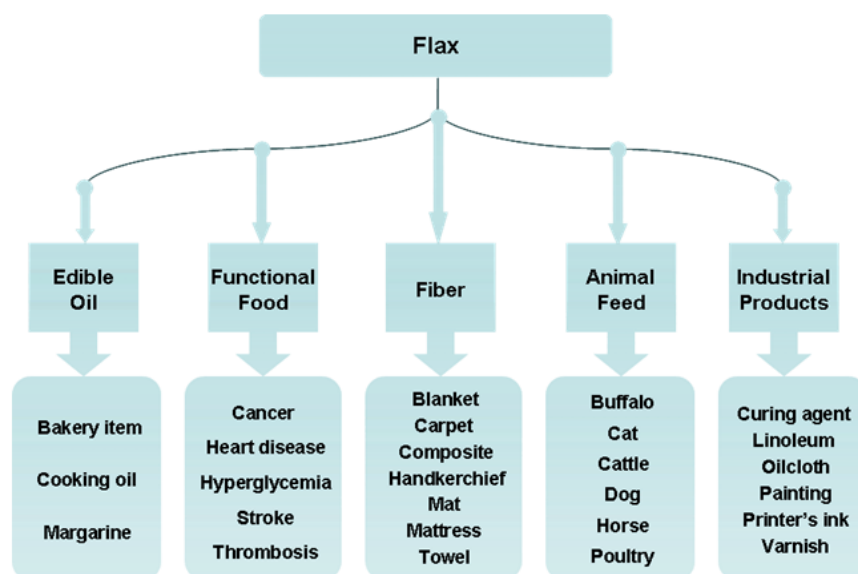 Flax
Edible
Oil
Functional
Food
Fiber
Animal
Feed
Industrial
Products
Bakery item
Cooking oil
Margarine
Cancer
Heart disease
Hyperglycemia
Stroke
Thrombosis
Blanket
Carpet
Composite
Handkerchief
Mat
Mattress
Towel
Buffalo
Cat
Cattle
Dog
Horse
Poultry
Curing agent
Linoleum
Oilcloth
Painting
Printer's ink
Varnish